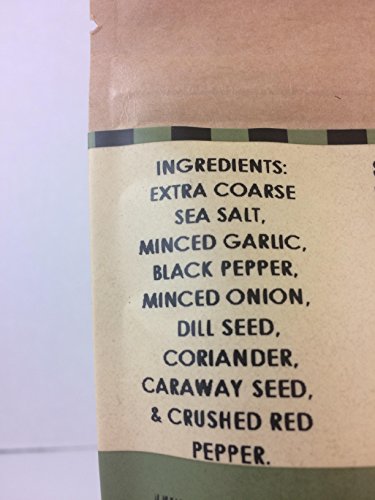 INGREDIENTS:
EXTRA COARSE
SEA SALT,
MINCED GARLIC,
BLACK PEPPER,
MINCED ONION,
DILL SEED,
CORIANDER,
CARAWAY SEED,
& CRUSHED RED
PEPPER.